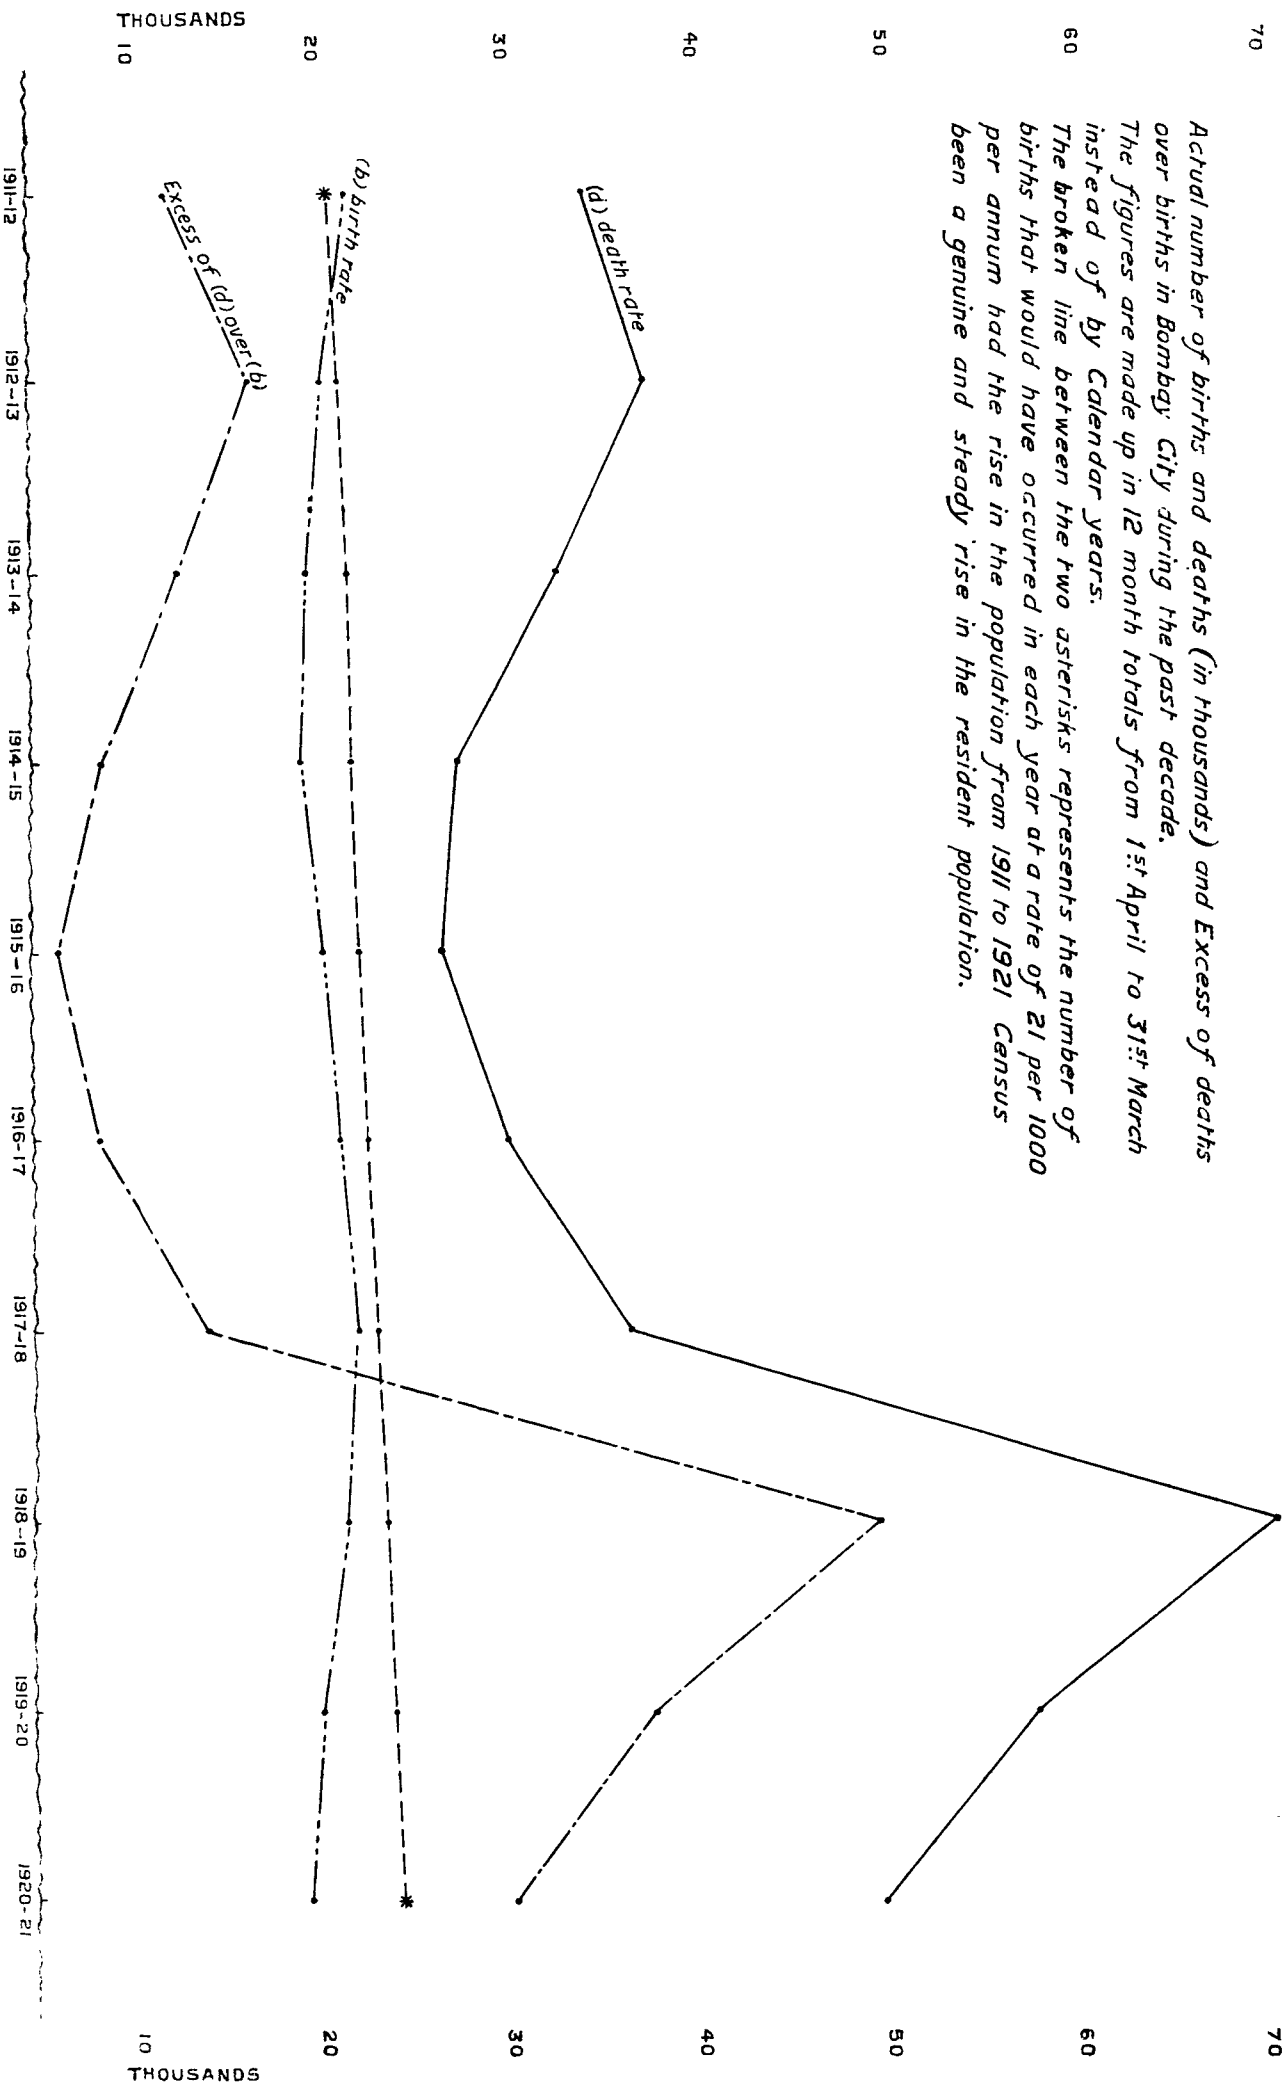 Actual number of births and deaths (in thousands) and Excess of deaths
over births in Bombay City during the past decade.
The figures are made up in 12 month totals from 1st April to 31st March
instead of by Calendar years.
The broken line between the two asterisks represents the number of
births that would have occurred in each year at a rate of 21 per 1000
per annum had the rise in the population from 1911 to 1921 Census
been a genuine and steady rise in the resident population.
70
60
50
40
30
20
10
THOUSANDS
(d) death rate
(b) birth rate
Excess of (d) over (b)
70
60
50
40
30
20
10
THOUSANDS
1911-12
1912-13
1913-14
1914-15
1915-16
1916-17
1917-18
1918-19
1919-20
1920-21